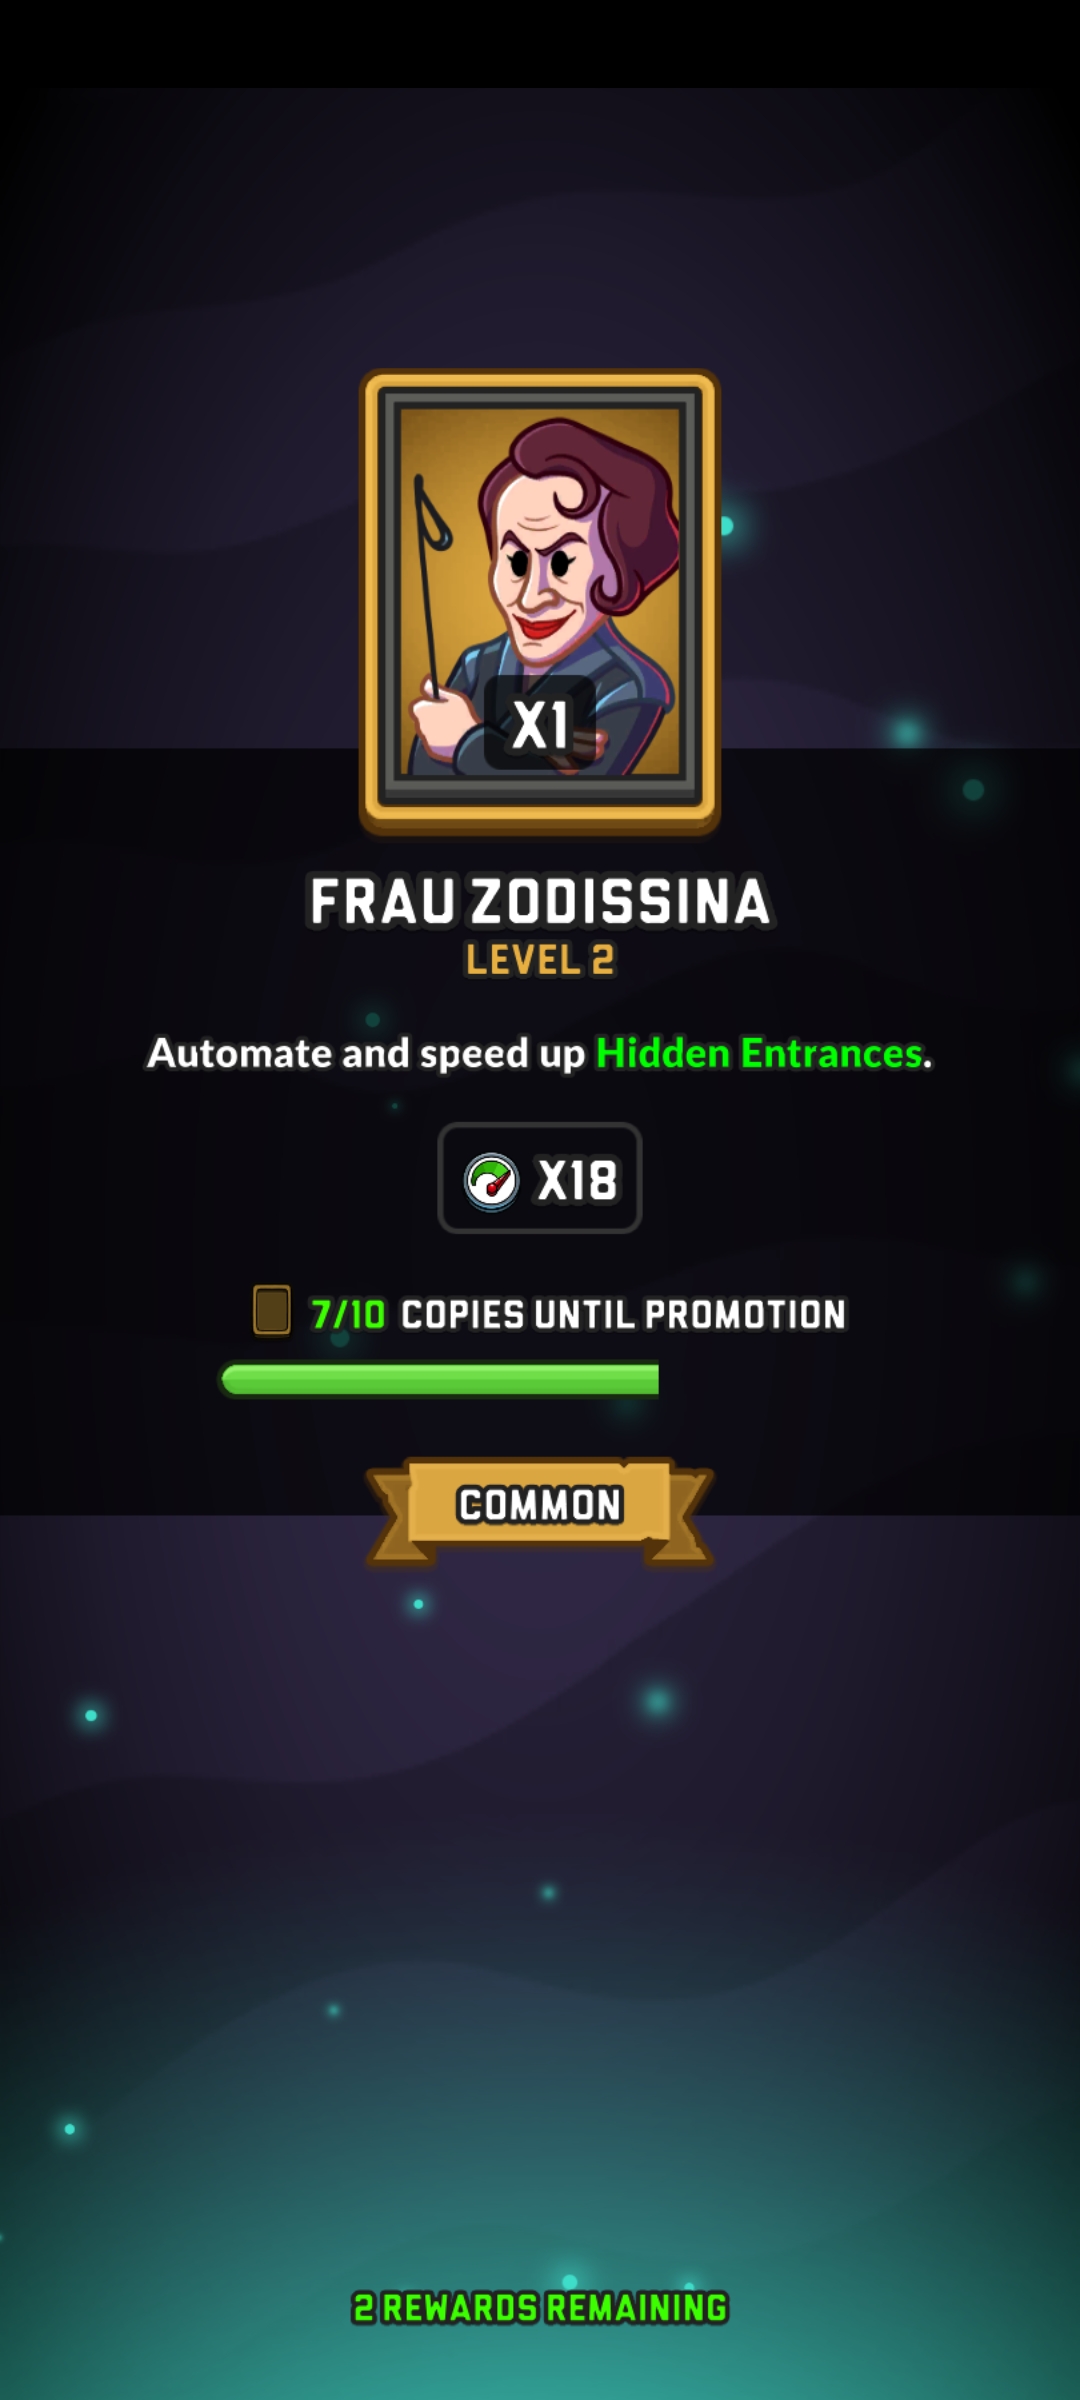 X1
FRAU ZODISSINA
LEVEL 2
Automate and speed up Hidden Entrances.
X18
7/10 COPIES UNTIL PROMOTION
COMMON
2 REWARDS REMAINING